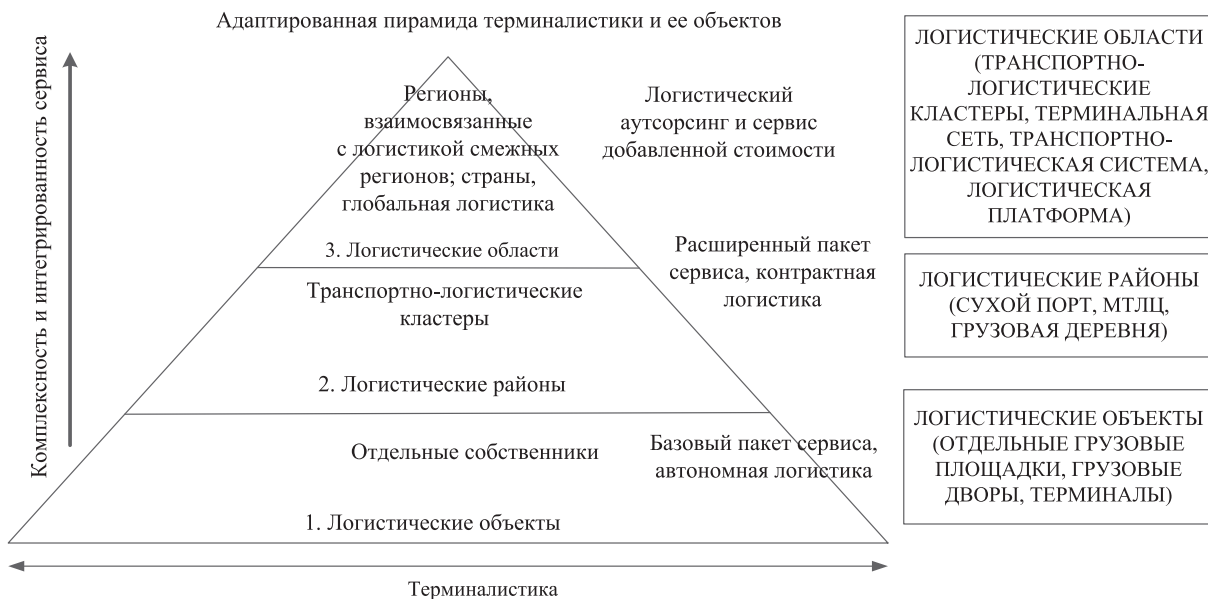 Адаптированная пирамида терминалистики и ее объектов
Комплексность и интегрированность сервиса
Регионы,
взаимосвязанные
с логистикой смежных
регионов; страны,
глобальная логистика
3. Логистические области
Логистический
аутсорсинг и сервис
добавленной стоимости
ЛОГИСТИЧЕСКИЕ ОБЛАСТИ
(ТРАНСПОРТНО-
ЛОГИСТИЧЕСКИЕ
КЛАСТЕРЫ, ТЕРМИНАЛЬНАЯ
СЕТЬ, ТРАНСПОРТНО-
ЛОГИСТИЧЕСКАЯ СИСТЕМА,
ЛОГИСТИЧЕСКАЯ
ПЛАТФОРМА)
Транспортно-логистические
кластеры
2. Логистические районы
Расширенный пакет
сервиса, контрактная
логистика
ЛОГИСТИЧЕСКИЕ РАЙОНЫ
(СУХОЙ ПОРТ, МТЛЦ,
ГРУЗОВАЯ ДЕРЕВНЯ)
Отдельные собственники
1. Логистические объекты
Базовый пакет сервиса,
автономная логистика
ЛОГИСТИЧЕСКИЕ ОБЪЕКТЫ
(ОТДЕЛЬНЫЕ ГРУЗОВЫЕ
ПЛОЩАДКИ, ГРУЗОВЫЕ
ДВОРЫ, ТЕРМИНАЛЫ)
Терминалистика